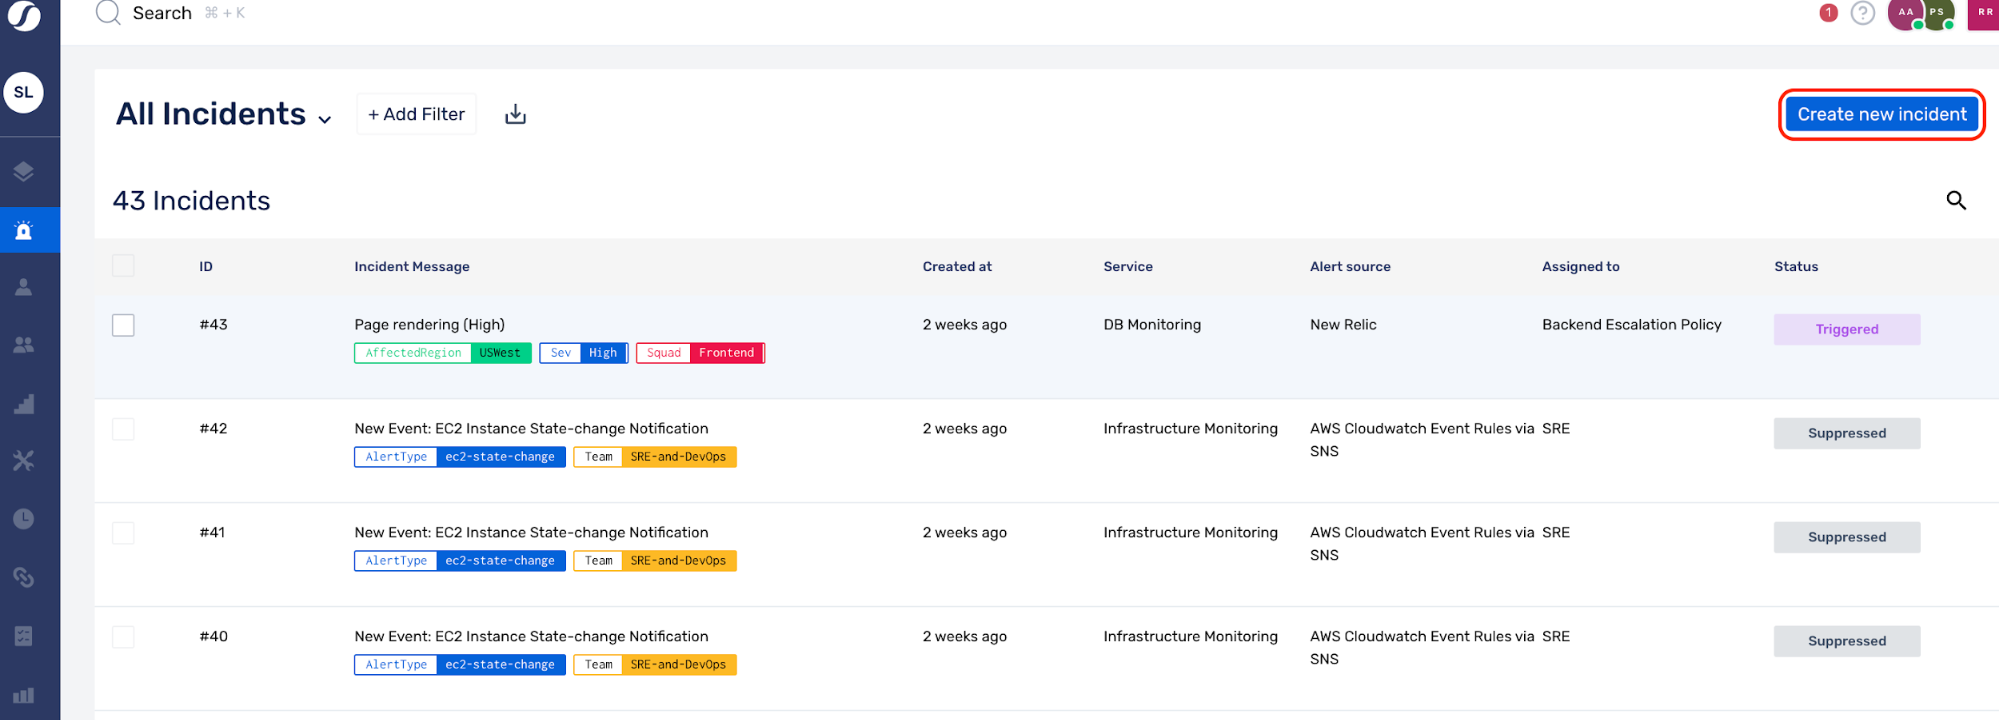 Search ⌘ + K
1 ? AA PS RR
SL
All Incidents + Add Filter Create new incident
43 Incidents
ID Incident Message Created at Service Alert source Assigned to Status
#43 Page rendering (High) 2 weeks ago DB Monitoring New Relic Backend Escalation Policy Triggered
AffectedRegion USWest Sev High Squad Frontend
#42 New Event: EC2 Instance State-change Notification 2 weeks ago Infrastructure Monitoring AWS Cloudwatch Event Rules via SRE Suppressed
SNS
AlertType ec2-state-change Team SRE-and-DevOps
#41 New Event: EC2 Instance State-change Notification 2 weeks ago Infrastructure Monitoring AWS Cloudwatch Event Rules via SRE Suppressed
SNS
AlertType ec2-state-change Team SRE-and-DevOps
#40 New Event: EC2 Instance State-change Notification 2 weeks ago Infrastructure Monitoring AWS Cloudwatch Event Rules via SRE Suppressed
SNS
AlertType ec2-state-change Team SRE-and-DevOps